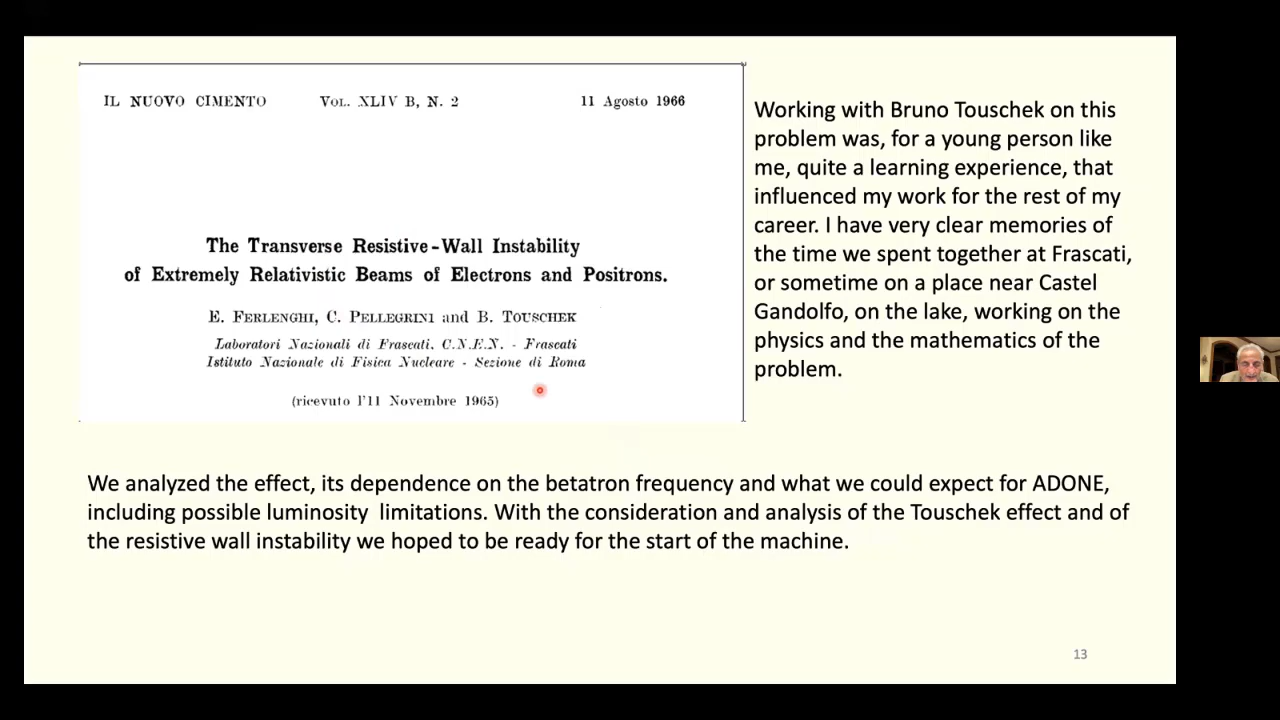 IL NUOVO CIMENTO VOL. XLIV B, N. 2 11 Agosto 1966
The Transverse Resistive-Wall Instability
of Extremely Relativistic Beams of Electrons and Positrons.
E. FERLENGHI, C. PELLEGRINI and B. TOUSCHEK
Laboratori Nazionali di Frascati, C.N.E.N. - Frascati
Istituto Nazionale di Fisica Nucleare - Sezione di Roma
(ricevuto l'11 Novembre 1965)
Working with Bruno Touschek on this
problem was, for a young person like
me, quite a learning experience, that
influenced my work for the rest of my
career. I have very clear memories of
the time we spent together at Frascati,
or sometime on a place near Castel
Gandolfo, on the lake, working on the
physics and the mathematics of the
problem.
We analyzed the effect, its dependence on the betatron frequency and what we could expect for ADONE,
including possible luminosity limitations. With the consideration and analysis of the Touschek effect and of
the resistive wall instability we hoped to be ready for the start of the machine.
13